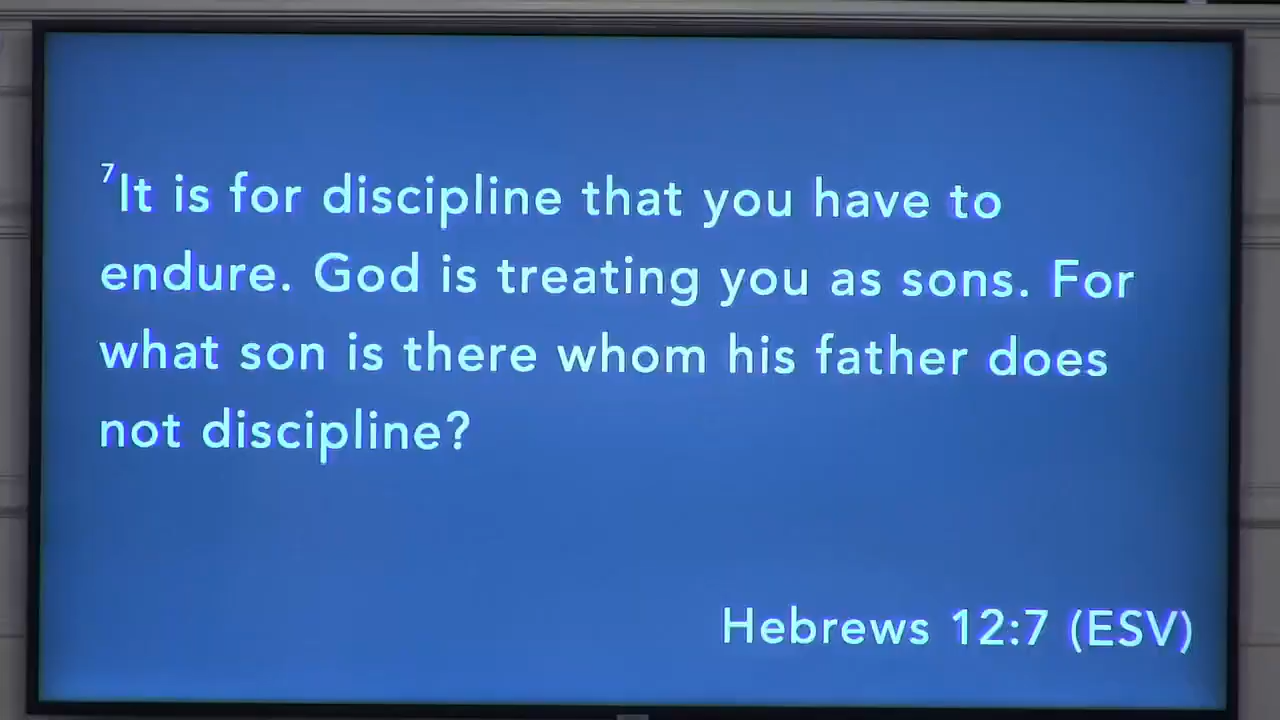 ⁷It is for discipline that you have to
endure. God is treating you as sons. For
what son is there whom his father does
not discipline?
Hebrews 12:7 (ESV)